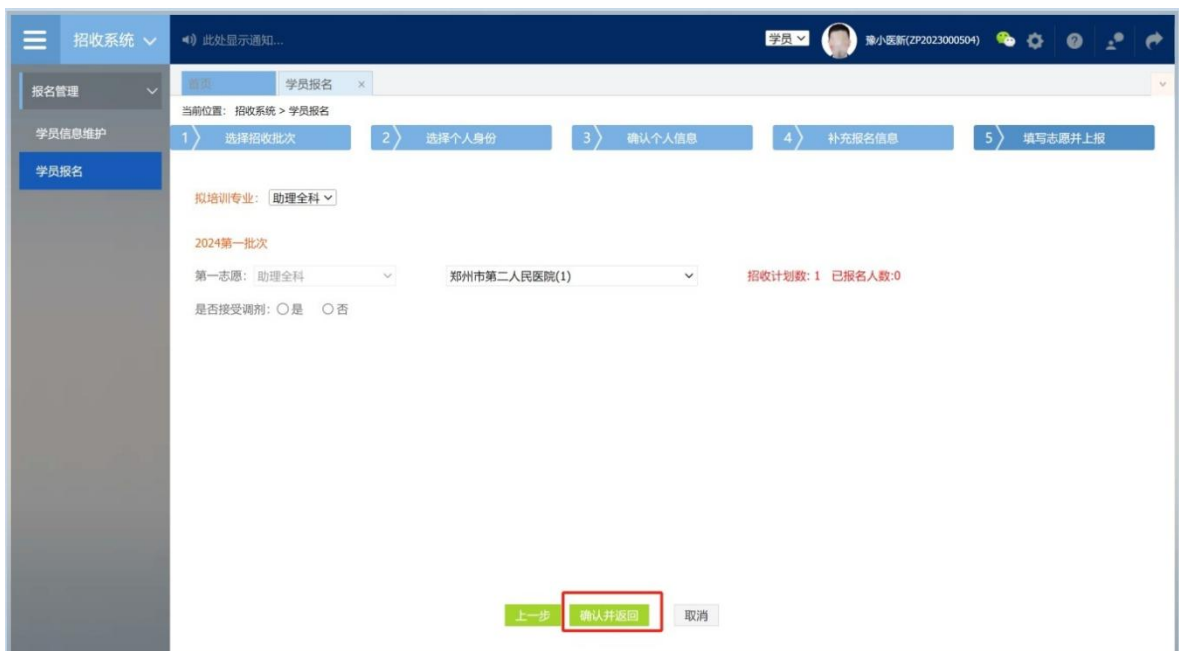 招收系统 此处显示通知... 学员 豫小医新(ZP2023000504)
报名管理
学员信息维护
学员报名
首页 学员报名 ×
当前位置： 招收系统 > 学员报名
1 选择招收批次 2 选择个人身份 3 确认个人信息 4 补充报名信息 5 填写志愿并上报
拟培训专业： 助理全科
2024第一批次
第一志愿： 助理全科 郑州市第二人民医院(1) 招收计划数: 1 已报名人数:0
是否接受调剂: 是 否
上一步 确认并返回 取消